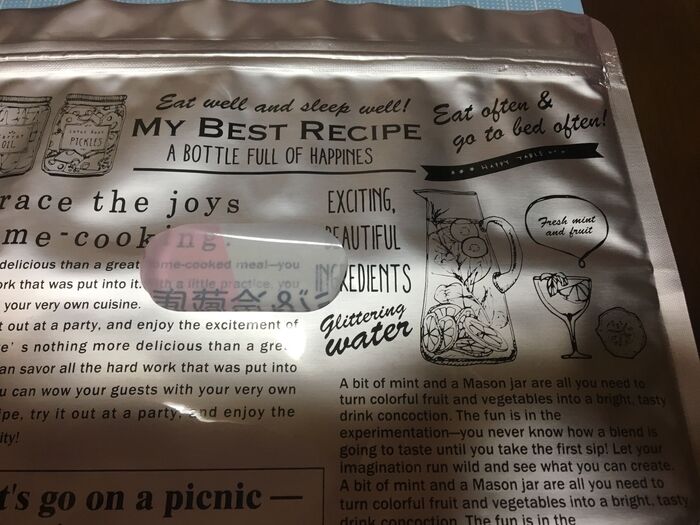 Eat well and sleep well!
MY BEST RECIPE
A BOTTLE FULL OF HAPPINES
Eat often &
go to bed often!
HAPPY TABLE
OIL
PICKLES
race the joys
me-cooking.
delicious than a great home-cooked meal—you
ork that was put into it. With a little practice, you
your very own cuisine.
t out at a party, and enjoy the excitement of
e's nothing more delicious than a gre
an savor all the hard work that was put into
u can wow your guests with your very own
ipe, try it out at a party, and enjoy the
ity!
t's go on a picnic —
EXCITING,
BEAUTIFUL
INGREDIENTS
Glittering
water
Fresh mint
and fruit
A bit of mint and a Mason jar are all you need to
turn colorful fruit and vegetables into a bright, tasty
drink concoction. The fun is in the
experimentation—you never know how a blend is
going to taste until you take the first sip! Let your
imagination run wild and see what you can create.
A bit of mint and a Mason jar are all you need to
turn colorful fruit and vegetables into a bright, tasty
drink concoction. The fun is in the